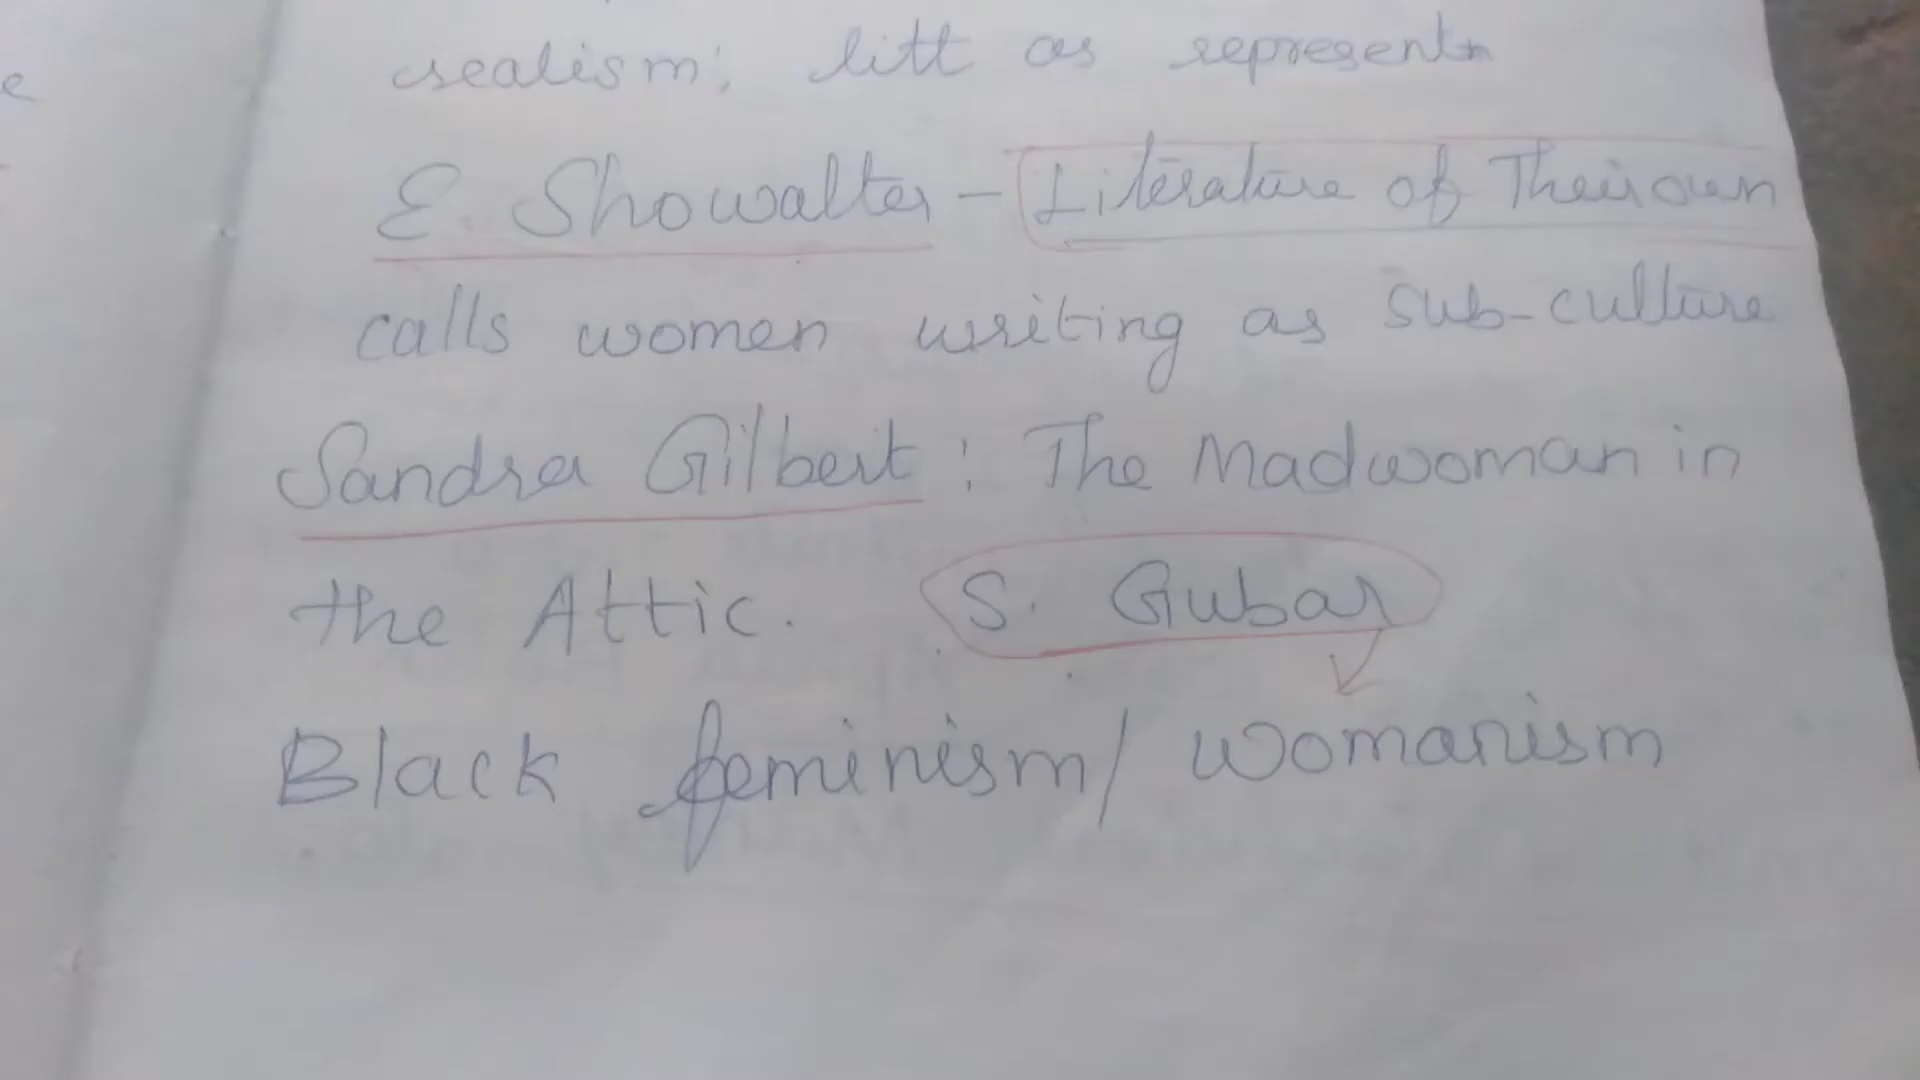 realism; litt as representn
E. Showalter - Literature of Their own
calls women writing as sub-culture
Sandra Gilbert : The Madwoman in
the Attic. S. Gubar
Black feminism/ womanism